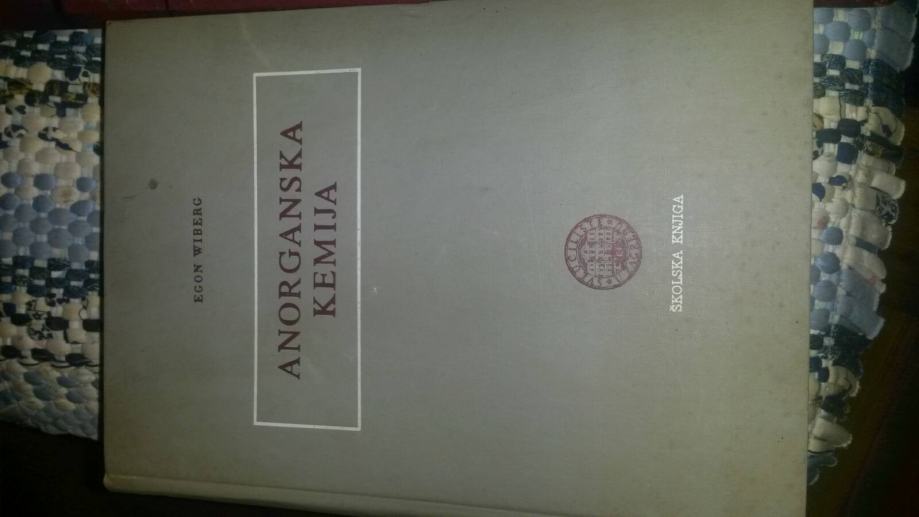 EGON WIBERG
ANORGANSKA
KEMIJA
ŠKOLSKA KNJIGA